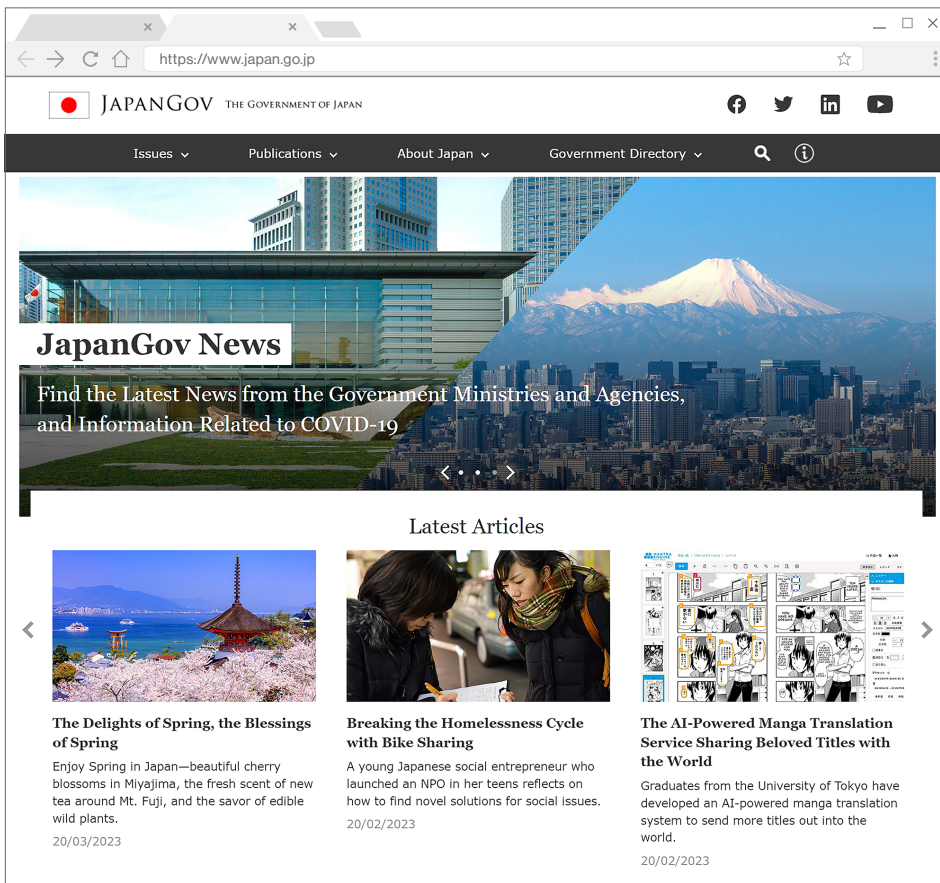 https://www.japan.go.jp
JAPANGOV THE GOVERNMENT OF JAPAN
Issues Publications About Japan Government Directory
JapanGov News
Find the Latest News from the Government Ministries and Agencies,
and Information Related to COVID-19
Latest Articles
The Delights of Spring, the Blessings
of Spring
Enjoy Spring in Japan—beautiful cherry
blossoms in Miyajima, the fresh scent of new
tea around Mt. Fuji, and the savor of edible
wild plants.
20/03/2023
Breaking the Homelessness Cycle
with Bike Sharing
A young Japanese social entrepreneur who
launched an NPO in her teens reflects on
how to find novel solutions for social issues.
20/02/2023
MANTRA
ENGINE
The AI-Powered Manga Translation
Service Sharing Beloved Titles with
the World
Graduates from the University of Tokyo have
developed an AI-powered manga translation
system to send more titles out into the
world.
20/02/2023